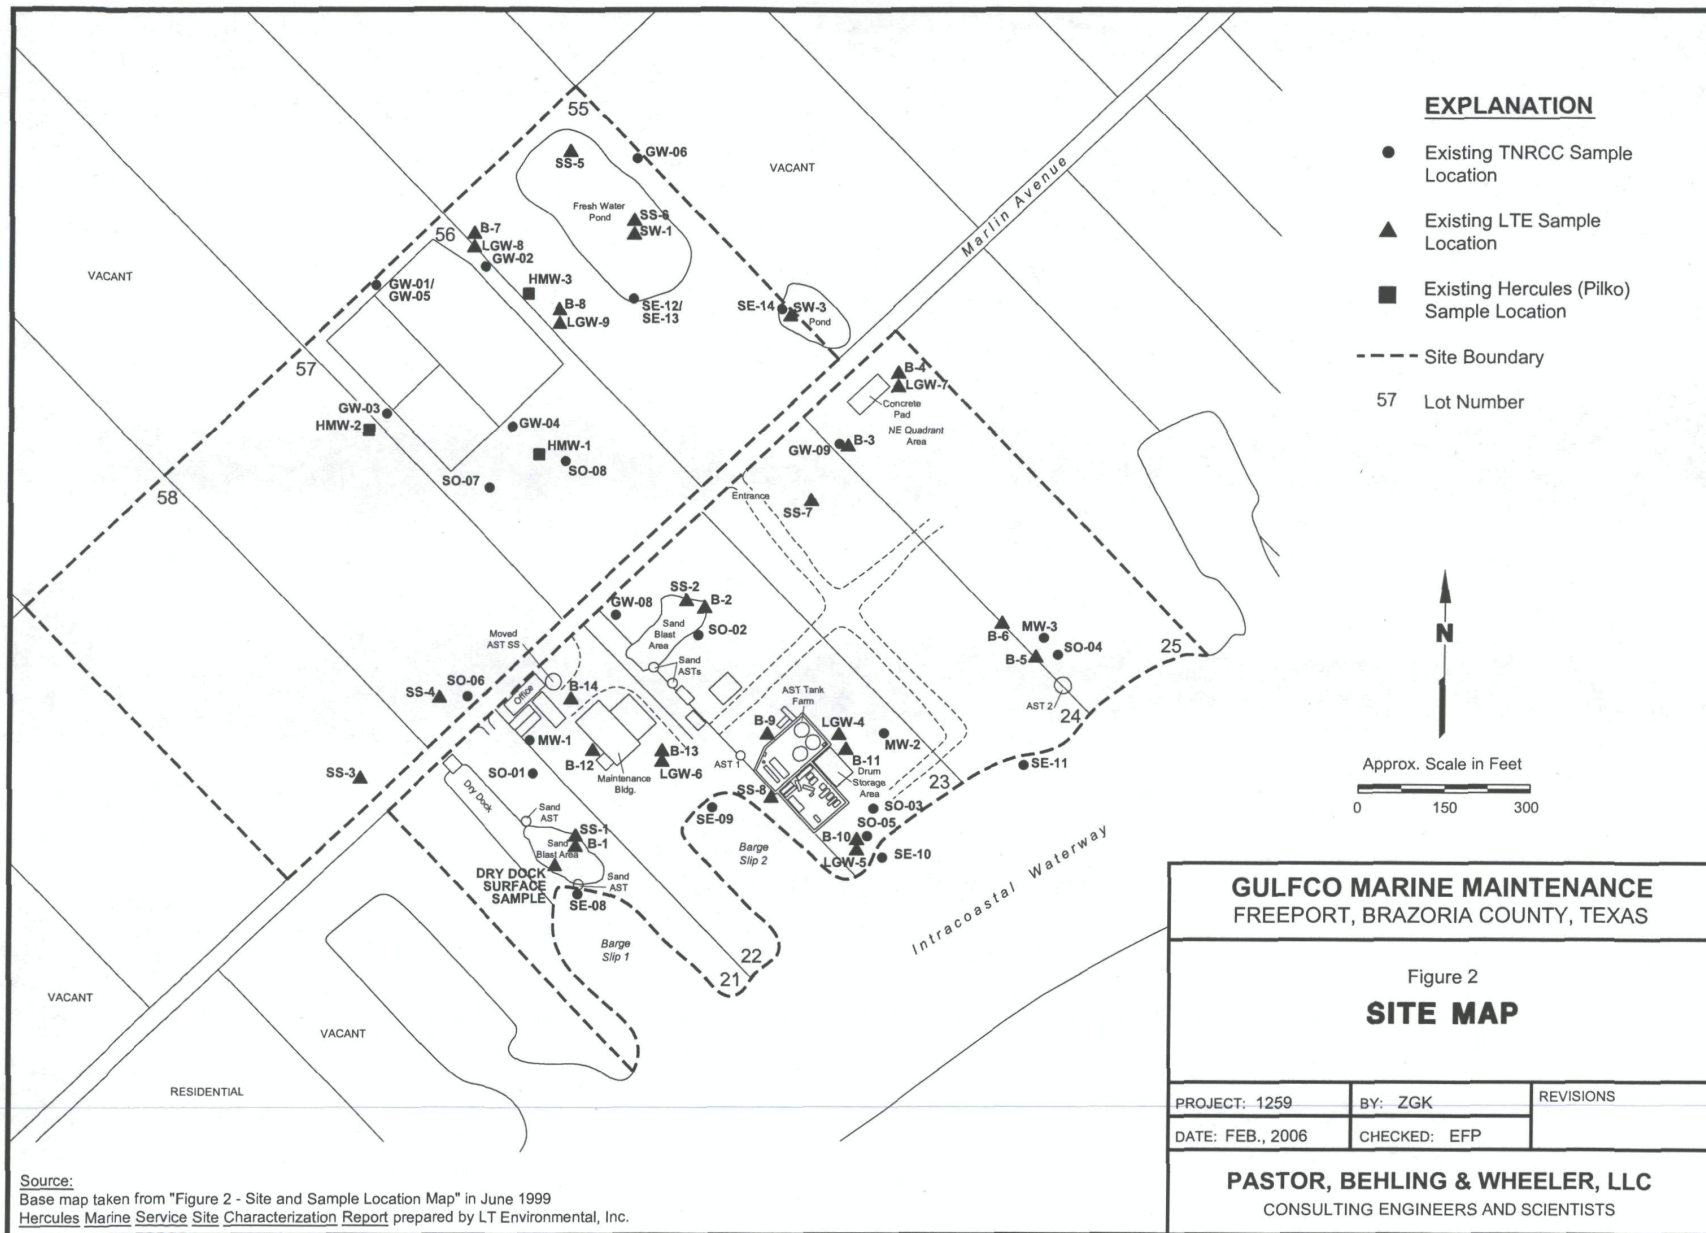 55
GW-06
VACANT
SS-5
Fresh Water
Pond
SS-6
SW-1
B-7
56
LGW-8
GW-02
VACANT
GW-01/
GW-05
HMW-3
B-8
LGW-9
SE-12/
SE-13
SE-14
SW-3
Pond
Marlin Avenue
57
B-4
LGW-7
Concrete
Pad
NE Quadrant
Area
GW-03
HMW-2
GW-04
HMW-1
SO-08
GW-09
B-3
SO-07
58
Entrance
SS-7
SS-2
B-2
GW-08
Sand
Blast
Area
SO-02
Moved
AST SS
Sand
ASTs
B-6
MW-3
SO-04
B-5
25
SS-4
SO-06
Office
B-14
AST Tank
Farm
AST 2
24
B-9
LGW-4
MW-2
MW-1
B-12
B-13
LGW-6
AST 1
B-11
Drum
Storage
Area
SE-11
SS-3
SO-01
Maintenance
Bldg.
23
Dry Dock
Sand
AST
SS-8
SE-09
SO-03
SO-05
SS-1
B-1
Sand
Blast Area
Barge
Slip 2
B-10
LGW-5
SE-10
DRY DOCK
SURFACE
SAMPLE
Sand
AST
SE-08
Intracoastal Waterway
Barge
Slip 1
22
21
VACANT
VACANT
RESIDENTIAL
EXPLANATION
Existing TNRCC Sample
Location
Existing LTE Sample
Location
Existing Hercules (Pilko)
Sample Location
Site Boundary
57 Lot Number
N
Approx. Scale in Feet
0 150 300
GULFCO MARINE MAINTENANCE
FREEPORT, BRAZORIA COUNTY, TEXAS
Figure 2
SITE MAP
PROJECT: 1259 BY: ZGK REVISIONS
DATE: FEB., 2006 CHECKED: EFP
PASTOR, BEHLING & WHEELER, LLC
CONSULTING ENGINEERS AND SCIENTISTS
Source:
Base map taken from "Figure 2 - Site and Sample Location Map" in June 1999
Hercules Marine Service Site Characterization Report prepared by LT Environmental, Inc.